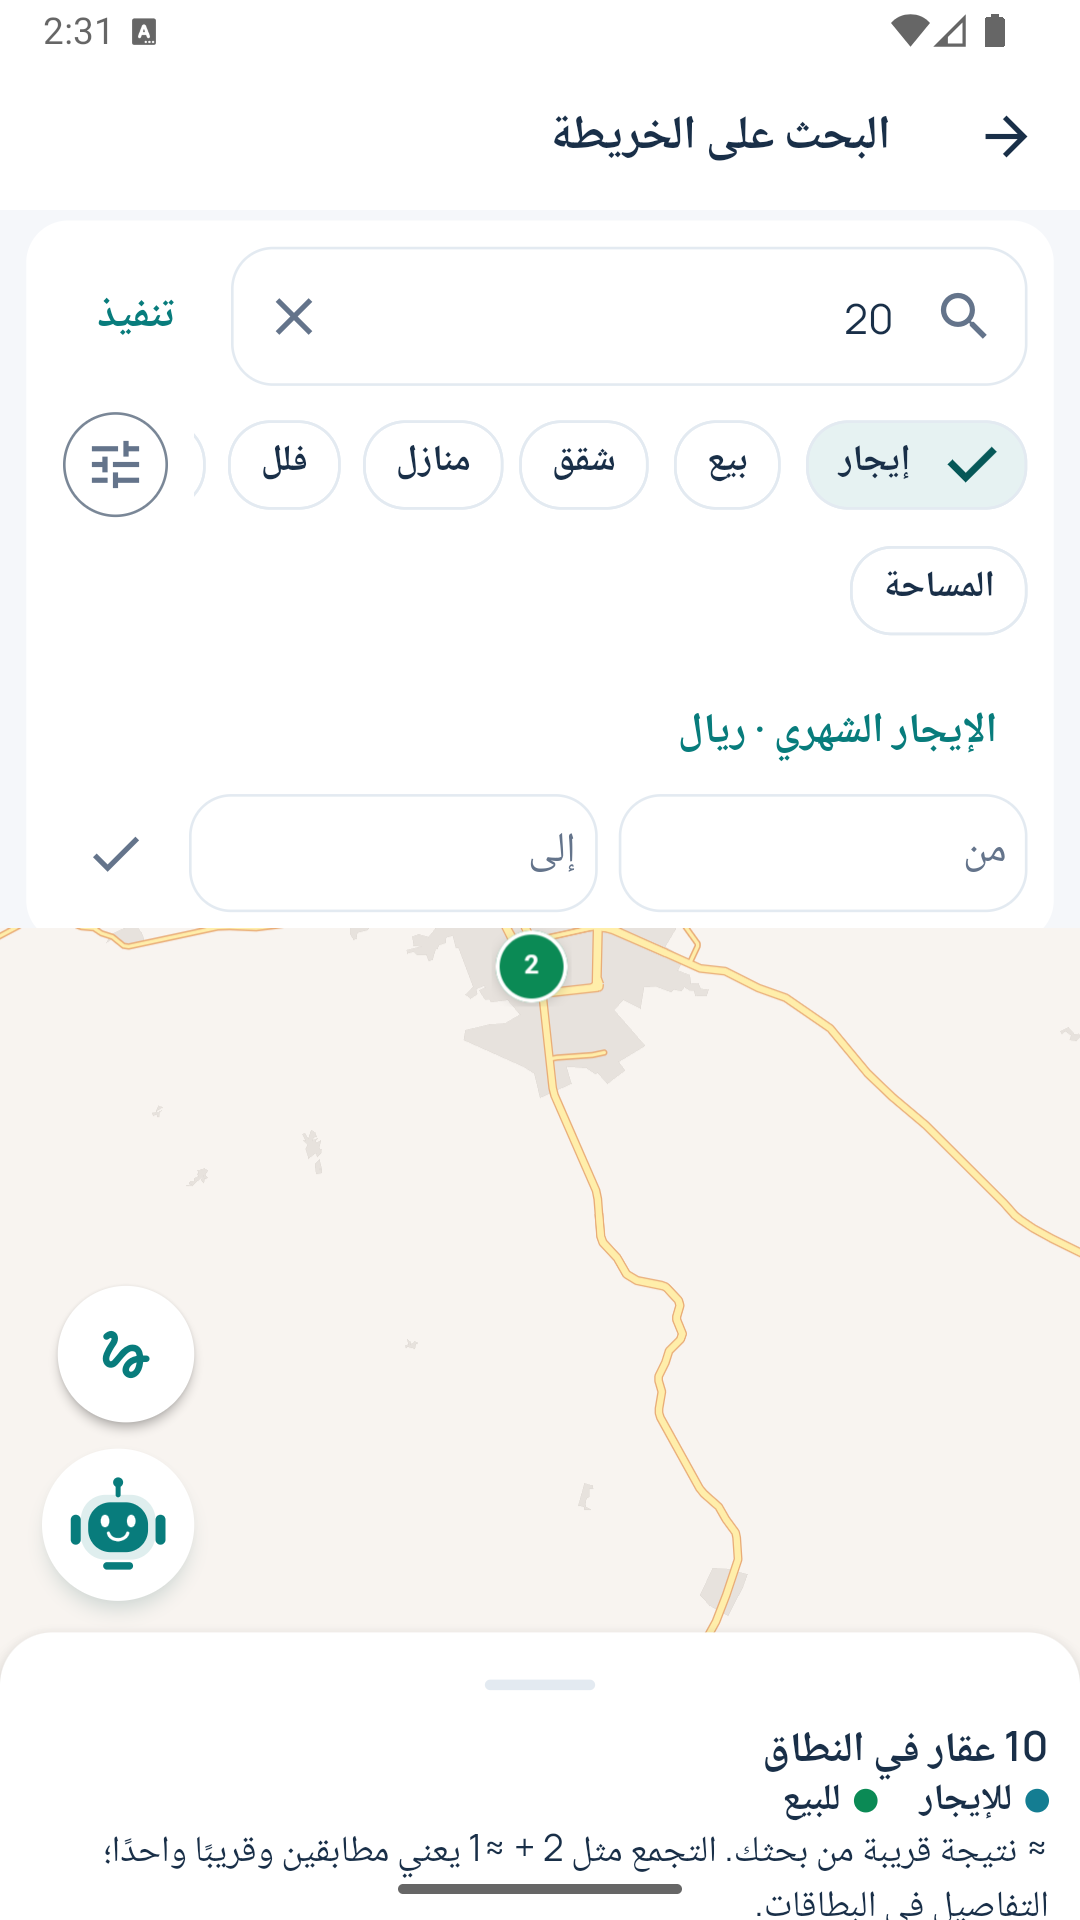 2:31
البحث على الخريطة
20
تنفيذ
إيجار
بيع
شقق
منازل
فلل
المساحة
الإيجار الشهري · ريال
من
إلى
2
10 عقار في النطاق
للإيجار
للبيع
≈ نتيجة قريبة من بحثك. التجمع مثل 2 + ≈1 يعني مطابقين وقريبًا واحدًا؛
التفاصيل في البطاقات.